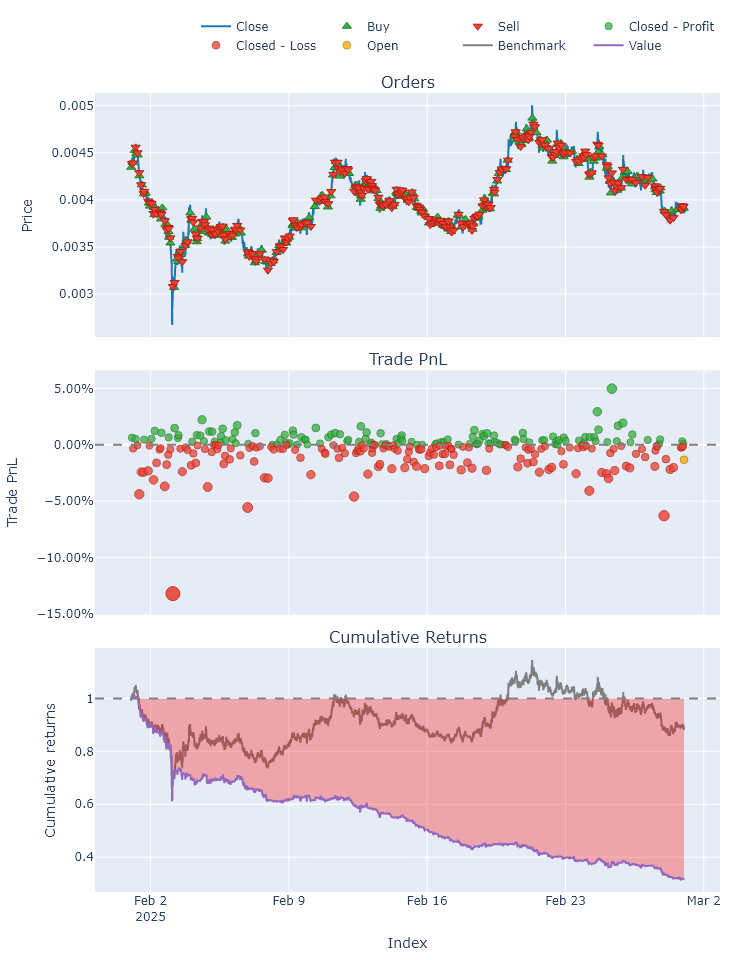 Close Buy Sell Closed - Profit
Closed - Loss Open Benchmark Value
Orders
0.005
0.0045
0.004
0.0035
0.003
Price
Trade PnL
5.00%
0.00%
−5.00%
−10.00%
−15.00%
Trade PnL
Cumulative Returns
1
0.8
0.6
0.4
Cumulative returns
Feb 2 Feb 9 Feb 16 Feb 23 Mar 2
2025
Index